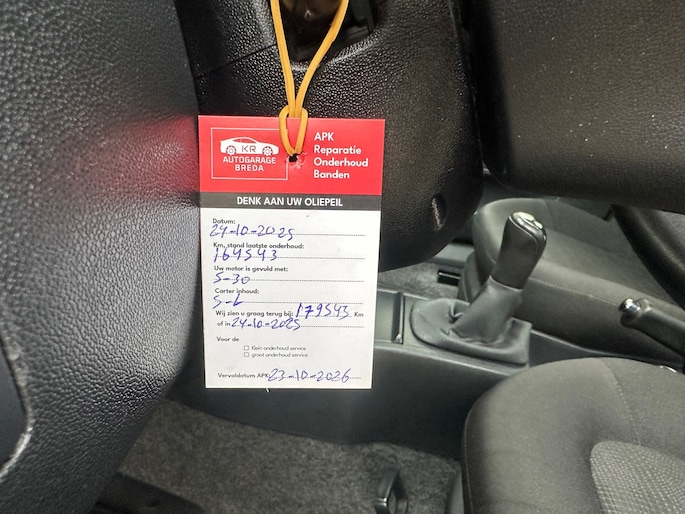 KR
AUTOGARAGE
BREDA
APK
Reparatie
Onderhoud
Banden
DENK AAN UW OLIEPEIL
Datum: 24-10-2025
Km. stand laatste onderhoud: 164543
Uw motor is gevuld met: 5-30
Carter inhoud: 5-L
Wij zien u graag terug bij: 179543 Km
of in 24-10-2025
Voor de
Klein onderhoud service
groot onderhoud service
Vervaldatum APK: 23-10-2026